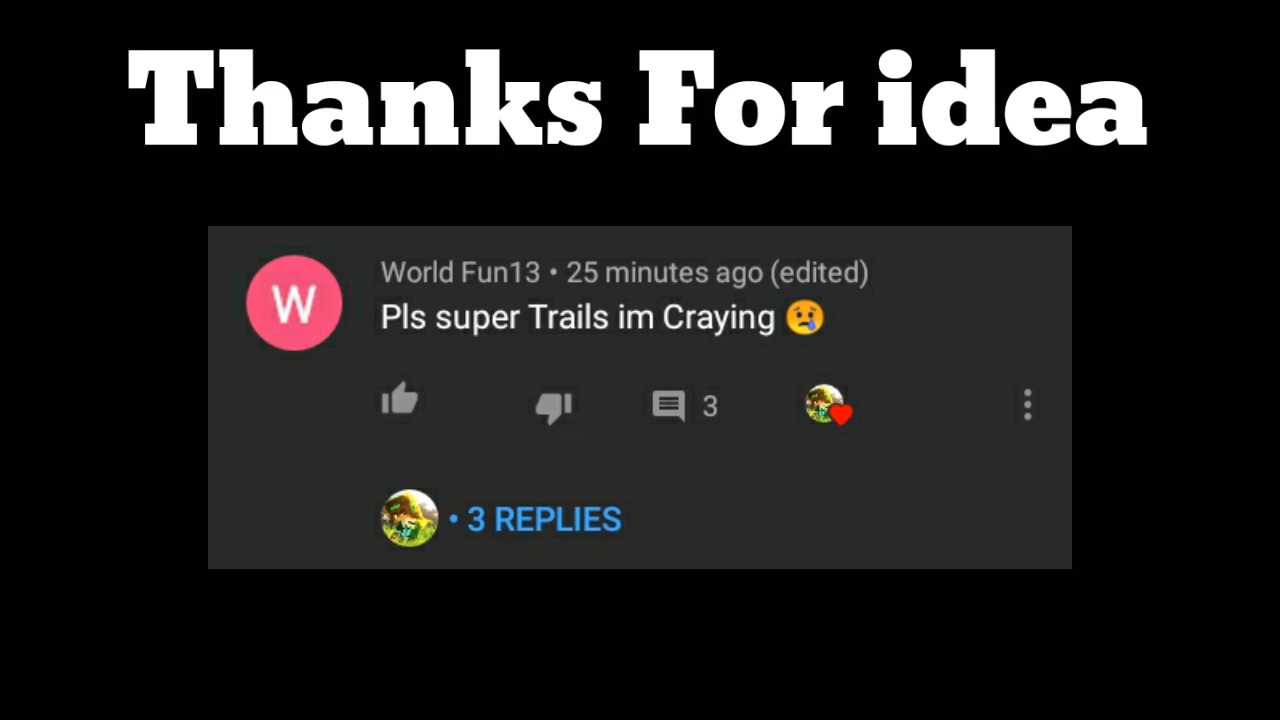 Thanks For idea
W
World Fun13 • 25 minutes ago (edited)
Pls super Trails im Craying 😢
3
• 3 REPLIES